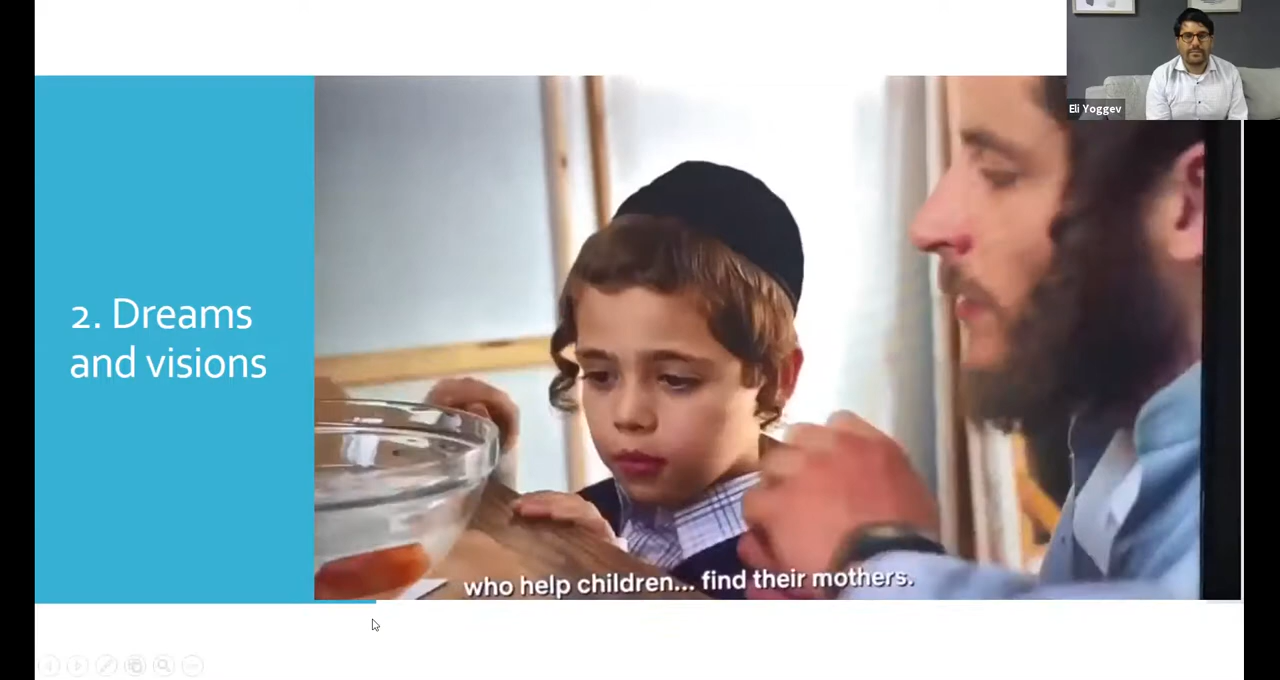 Eli Yoggev
2. Dreams
and visions
who help children... find their mothers.